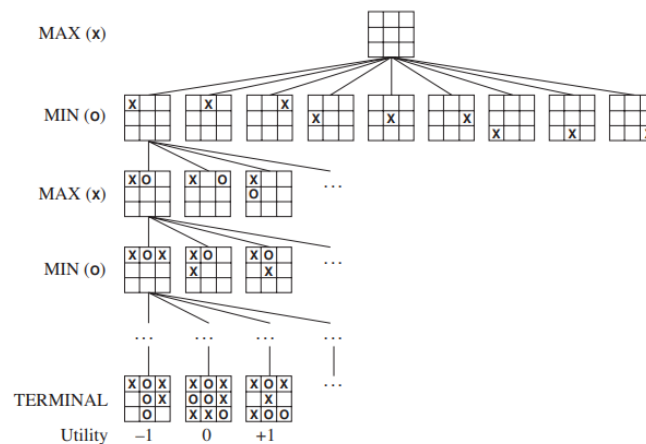 MAX (X)
MIN (O)
X X X X X X X X X
MAX (X)
X O X O X
O
...
MIN (O)
X O X X O X O
X X
...
... ... ... ...
TERMINAL
X O X X O X X O X
O X O O X X
O X X O X O O
...
Utility −1 0 +1